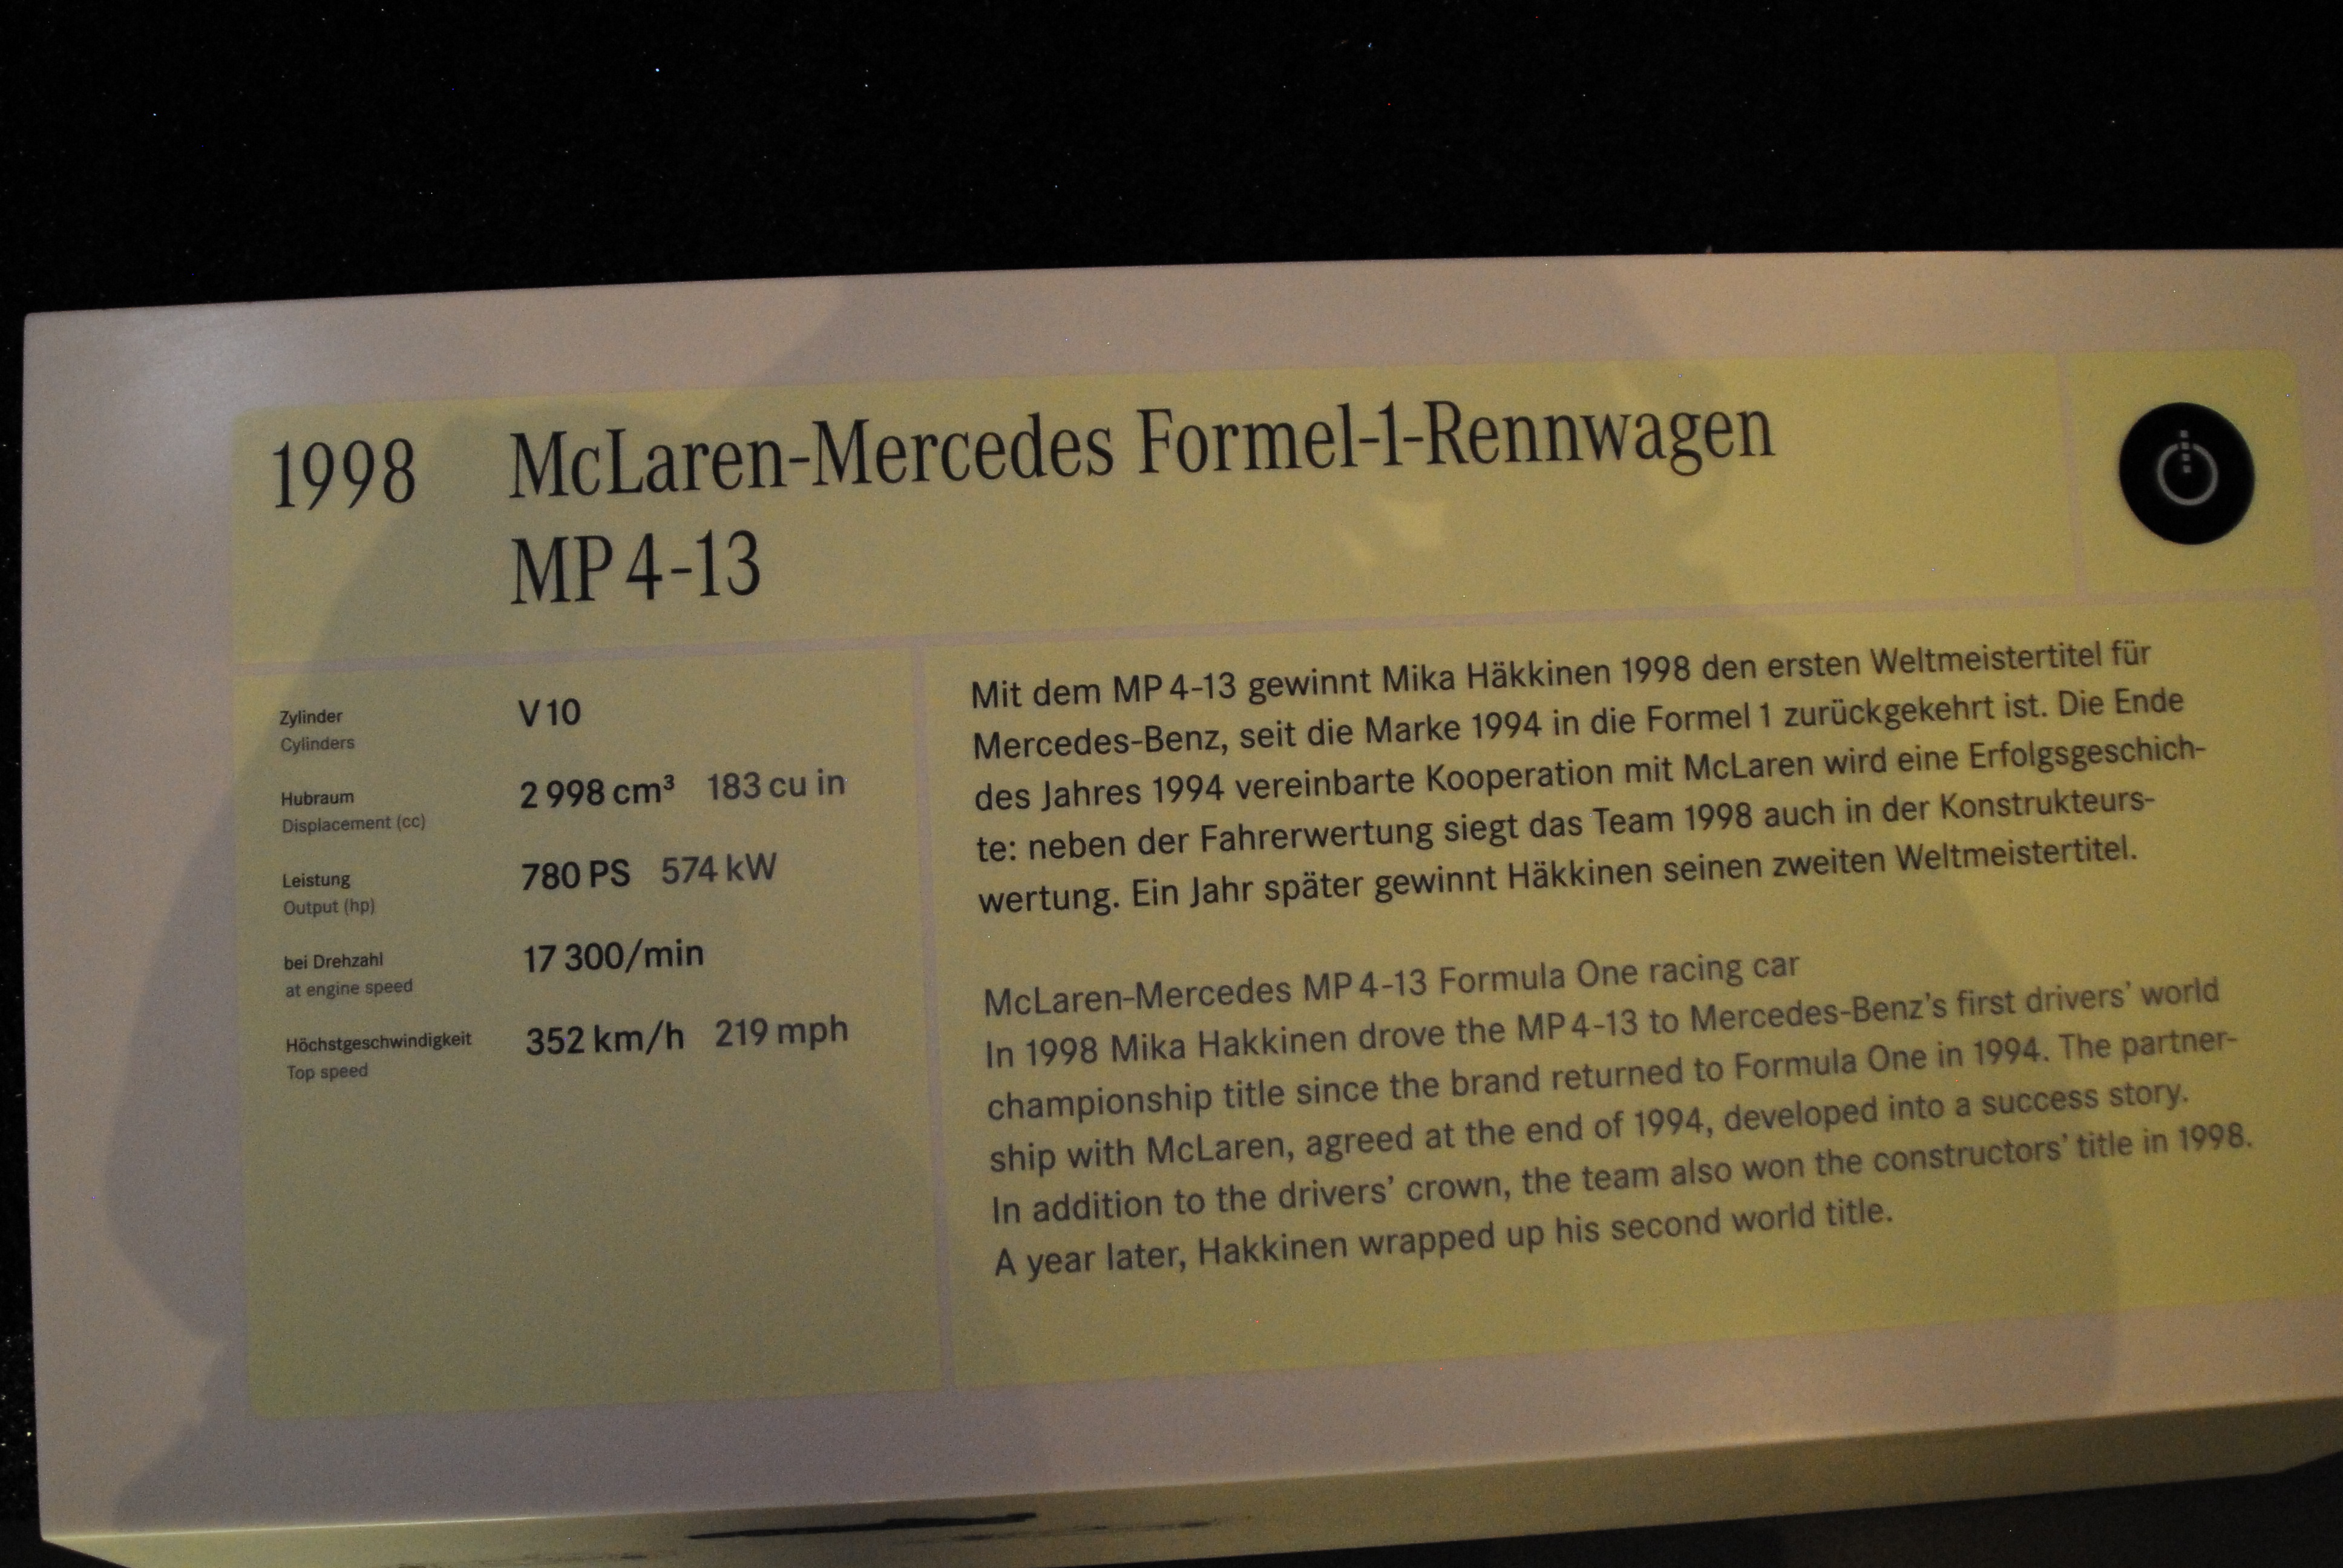 1998 McLaren-Mercedes Formel-1-Rennwagen
MP 4-13
Zylinder V 10
Cylinders
Hubraum 2 998 cm³ 183 cu in
Displacement (cc)
Leistung 780 PS 574 kW
Output (hp)
bei Drehzahl 17 300/min
at engine speed
Höchstgeschwindigkeit 352 km/h 219 mph
Top speed
Mit dem MP 4-13 gewinnt Mika Häkkinen 1998 den ersten Weltmeistertitel für
Mercedes-Benz, seit die Marke 1994 in die Formel 1 zurückgekehrt ist. Die Ende
des Jahres 1994 vereinbarte Kooperation mit McLaren wird eine Erfolgsgeschich-
te: neben der Fahrerwertung siegt das Team 1998 auch in der Konstrukteurs-
wertung. Ein Jahr später gewinnt Häkkinen seinen zweiten Weltmeistertitel.
McLaren-Mercedes MP 4-13 Formula One racing car
In 1998 Mika Hakkinen drove the MP 4-13 to Mercedes-Benz's first drivers' world
championship title since the brand returned to Formula One in 1994. The partner-
ship with McLaren, agreed at the end of 1994, developed into a success story.
In addition to the drivers' crown, the team also won the constructors' title in 1998.
A year later, Hakkinen wrapped up his second world title.